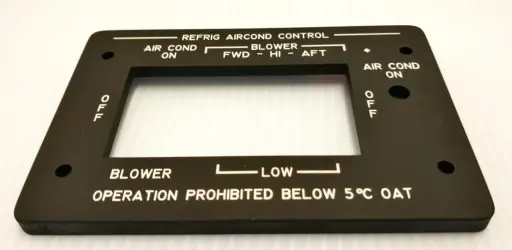 REFRIG AIRCOND CONTROL
AIR COND BLOWER +
ON FWD - HI - AFT
AIR COND
ON
OFF
OFF
BLOWER LOW
OPERATION PROHIBITED BELOW 5°C OAT